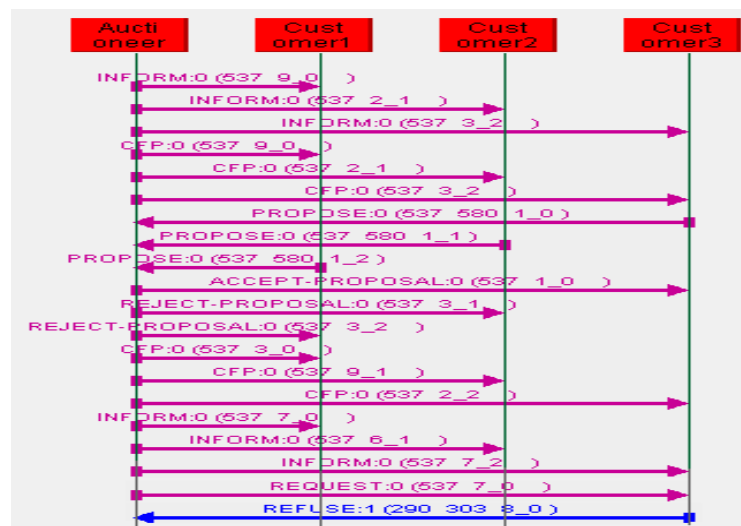 Aucti
oneer
Cust
omer1
Cust
omer2
Cust
omer3
INFORM:0 (537 9_0 )
INFORM:0 (537 2_1 )
INFORM:0 (537 3_2 )
CFP:0 (537 9_0 )
CFP:0 (537 2_1 )
CFP:0 (537 3_2 )
PROPOSE:0 (537 580 1_0 )
PROPOSE:0 (537 580 1_1 )
PROPOSE:0 (537 580 1_2 )
ACCEPT-PROPOSAL:0 (537 1_0 )
REJECT-PROPOSAL:0 (537 3_1 )
REJECT-PROPOSAL:0 (537 3_2 )
CFP:0 (537 3_0 )
CFP:0 (537 9_1 )
CFP:0 (537 2_2 )
INFORM:0 (537 7_0 )
INFORM:0 (537 6_1 )
INFORM:0 (537 7_2 )
REQUEST:0 (537 7_0 )
REFUSE:1 (290 303 8_0 )